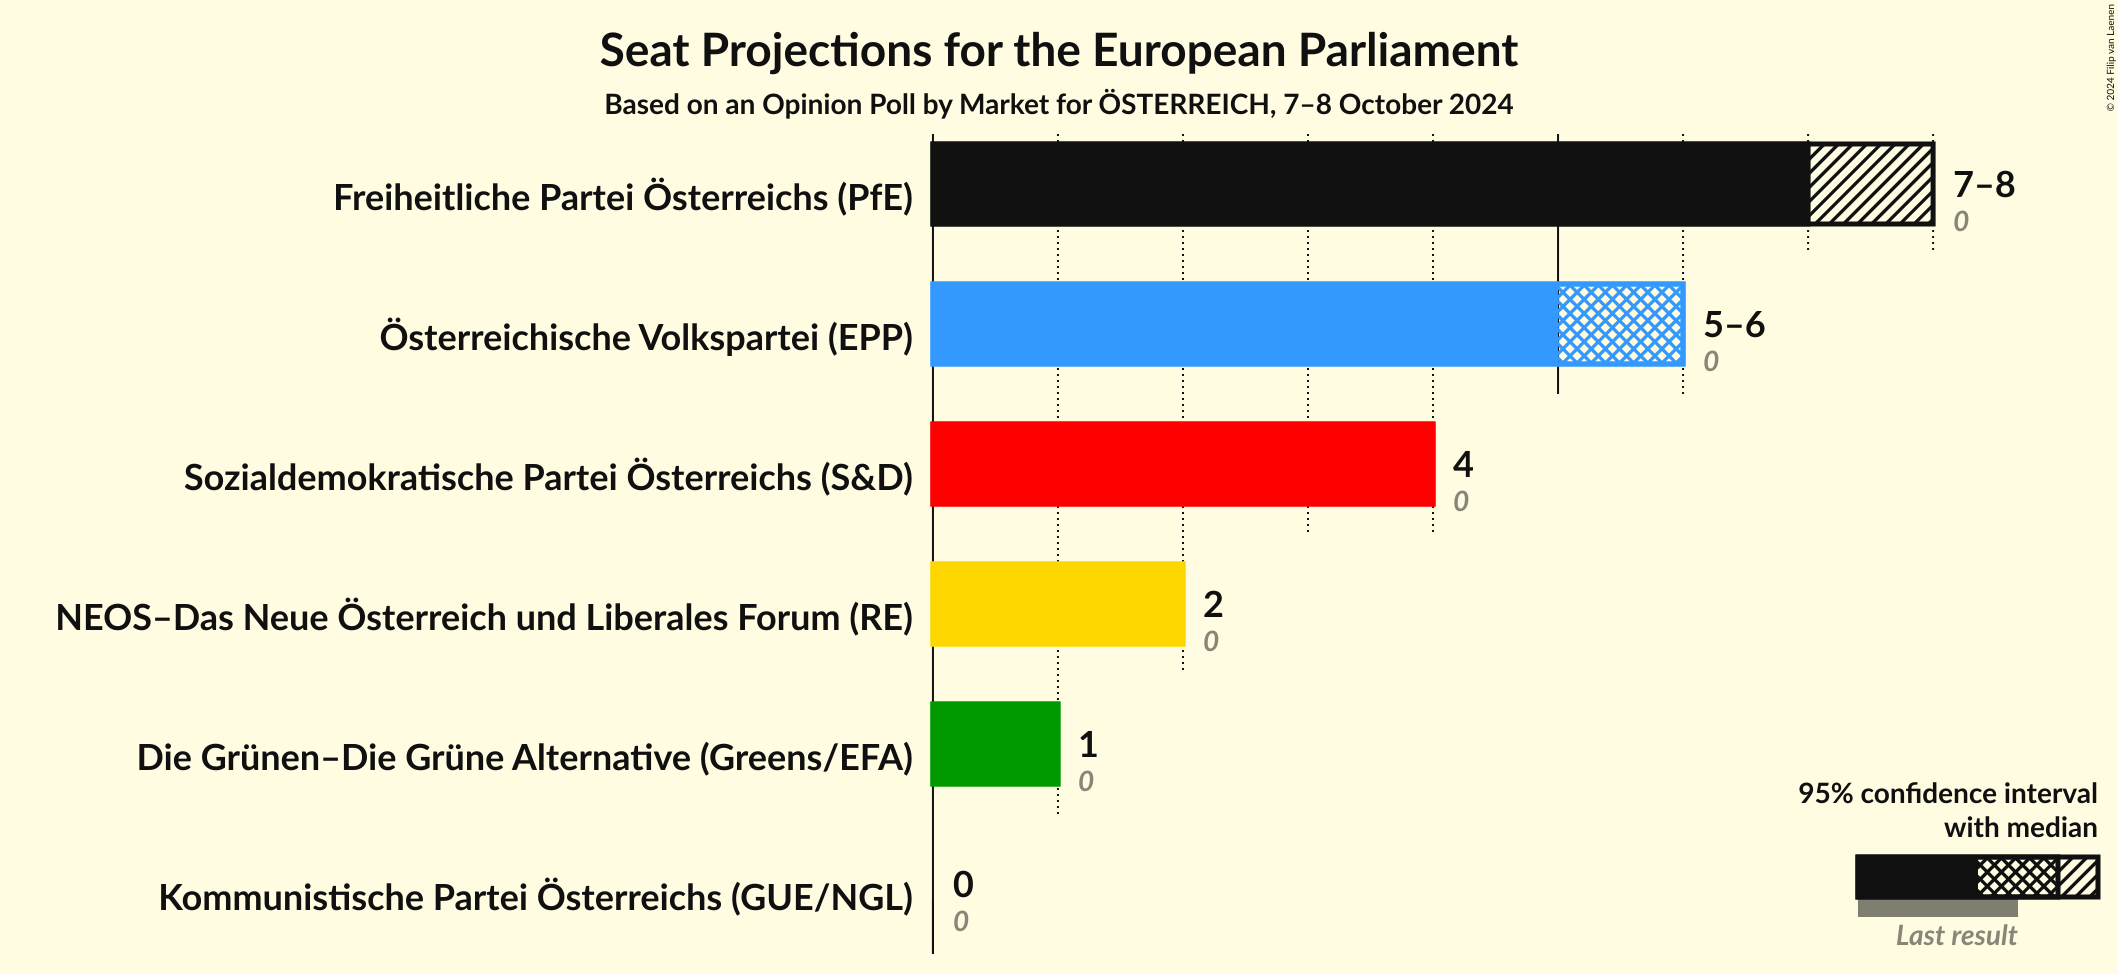 Seat Projections for the European Parliament
Based on an Opinion Poll by Market for ÖSTERREICH, 7–8 October 2024
© 2024 Filip van Laenen
Freiheitliche Partei Österreichs (PfE)
7–8
0
Österreichische Volkspartei (EPP)
5–6
0
Sozialdemokratische Partei Österreichs (S&D)
4
0
NEOS–Das Neue Österreich und Liberales Forum (RE)
2
0
Die Grünen–Die Grüne Alternative (Greens/EFA)
1
0
Kommunistische Partei Österreichs (GUE/NGL)
0
0
95% confidence interval
with median
Last result